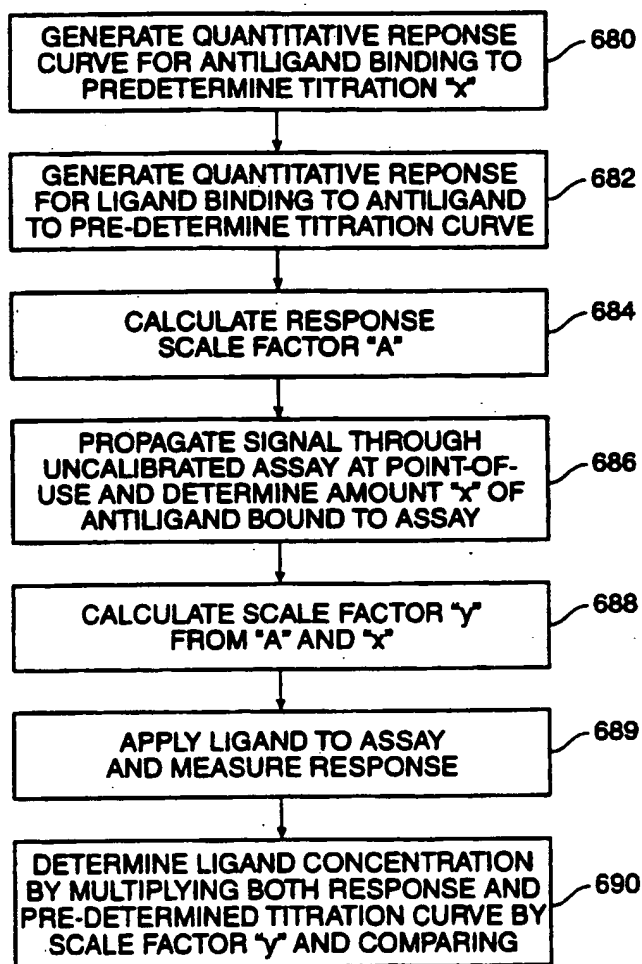 GENERATE QUANTITATIVE REPONSE
CURVE FOR ANTILIGAND BINDING TO
PREDETERMINE TITRATION "x"
680
GENERATE QUANTITATIVE REPONSE
FOR LIGAND BINDING TO ANTILIGAND
TO PRE-DETERMINE TITRATION CURVE
682
CALCULATE RESPONSE
SCALE FACTOR "A"
684
PROPAGATE SIGNAL THROUGH
UNCALIBRATED ASSAY AT POINT-OF-
USE AND DETERMINE AMOUNT "x" OF
ANTILIGAND BOUND TO ASSAY
686
CALCULATE SCALE FACTOR "y"
FROM "A" AND "x"
688
APPLY LIGAND TO ASSAY
AND MEASURE RESPONSE
689
DETERMINE LIGAND CONCENTRATION
BY MULTIPLYING BOTH RESPONSE AND
PRE-DETERMINED TITRATION CURVE BY
SCALE FACTOR "y" AND COMPARING
690